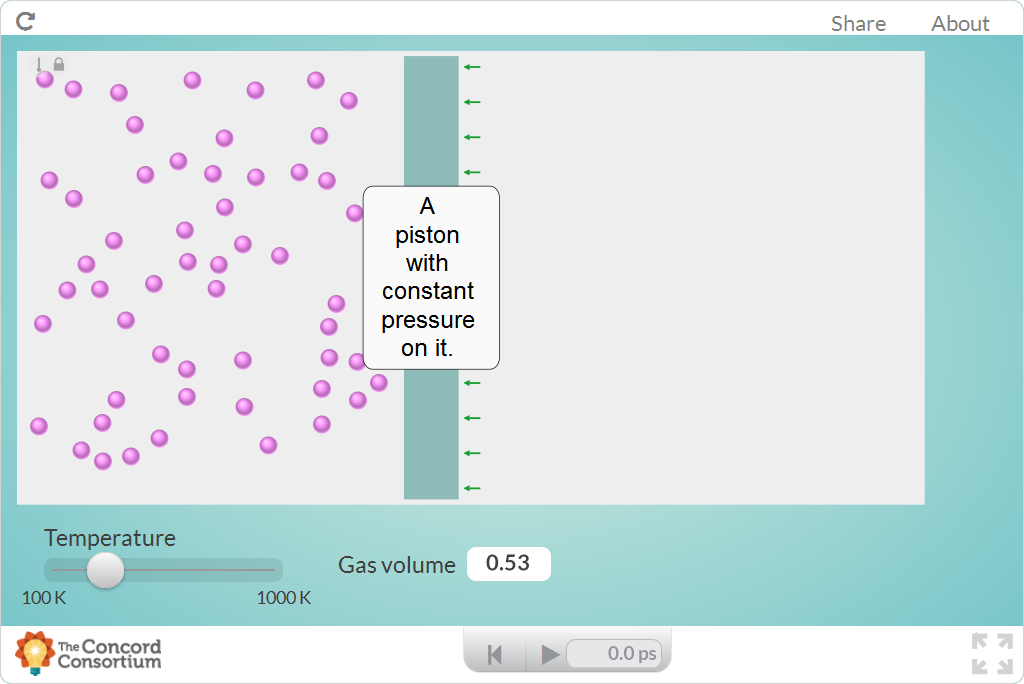 Share About
A
piston
with
constant
pressure
on it.
Temperature
100 K 1000 K
Gas volume 0.53
The Concord
Consortium
0.0 ps